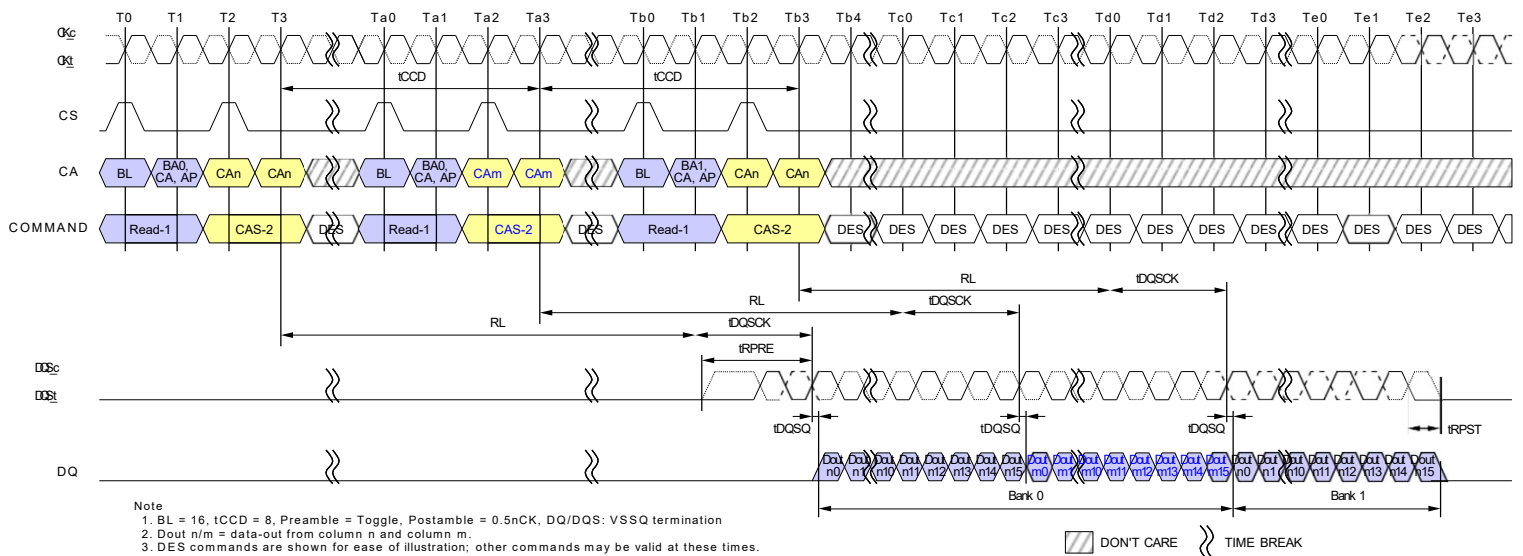 T0 T1 T2 T3 Ta0 Ta1 Ta2 Ta3 Tb0 Tb1 Tb2 Tb3 Tb4 Tc0 Tc1 Tc2 Tc3 Td0 Td1 Td2 Td3 Te0 Te1 Te2 Te3
CK_c
CK_t
tCCD tCCD
CS
CA BL BA0, CA, AP CAn CAn BL BA0, CA, AP CAm CAm BL BA1, CA, AP CAn CAn
COMMAND Read-1 CAS-2 DES Read-1 CAS-2 DES Read-1 CAS-2 DES DES DES DES DES DES DES DES DES DES DES DES DES
RL tDQSCK
RL tDQSCK
RL tDQSCK
tRPRE
DQS_c
DQS_t
tDQSQ tDQSQ tDQSQ tRPST
DQ Dout n0 Dout n1 Dout n10 Dout n11 Dout n12 Dout n13 Dout n14 Dout n15 Dout m0 Dout m1 Dout m10 Dout m11 Dout m12 Dout m13 Dout m14 Dout m15 Dout n0 Dout n1 Dout n10 Dout n11 Dout n12 Dout n13 Dout n14 Dout n15
Bank 0 Bank 1
Note
1. BL = 16, tCCD = 8, Preamble = Toggle, Postamble = 0.5nCK, DQ/DQS: VSSQ termination
2. Dout n/m = data-out from column n and column m.
3. DES commands are shown for ease of illustration; other commands may be valid at these times.
DON'T CARE TIME BREAK